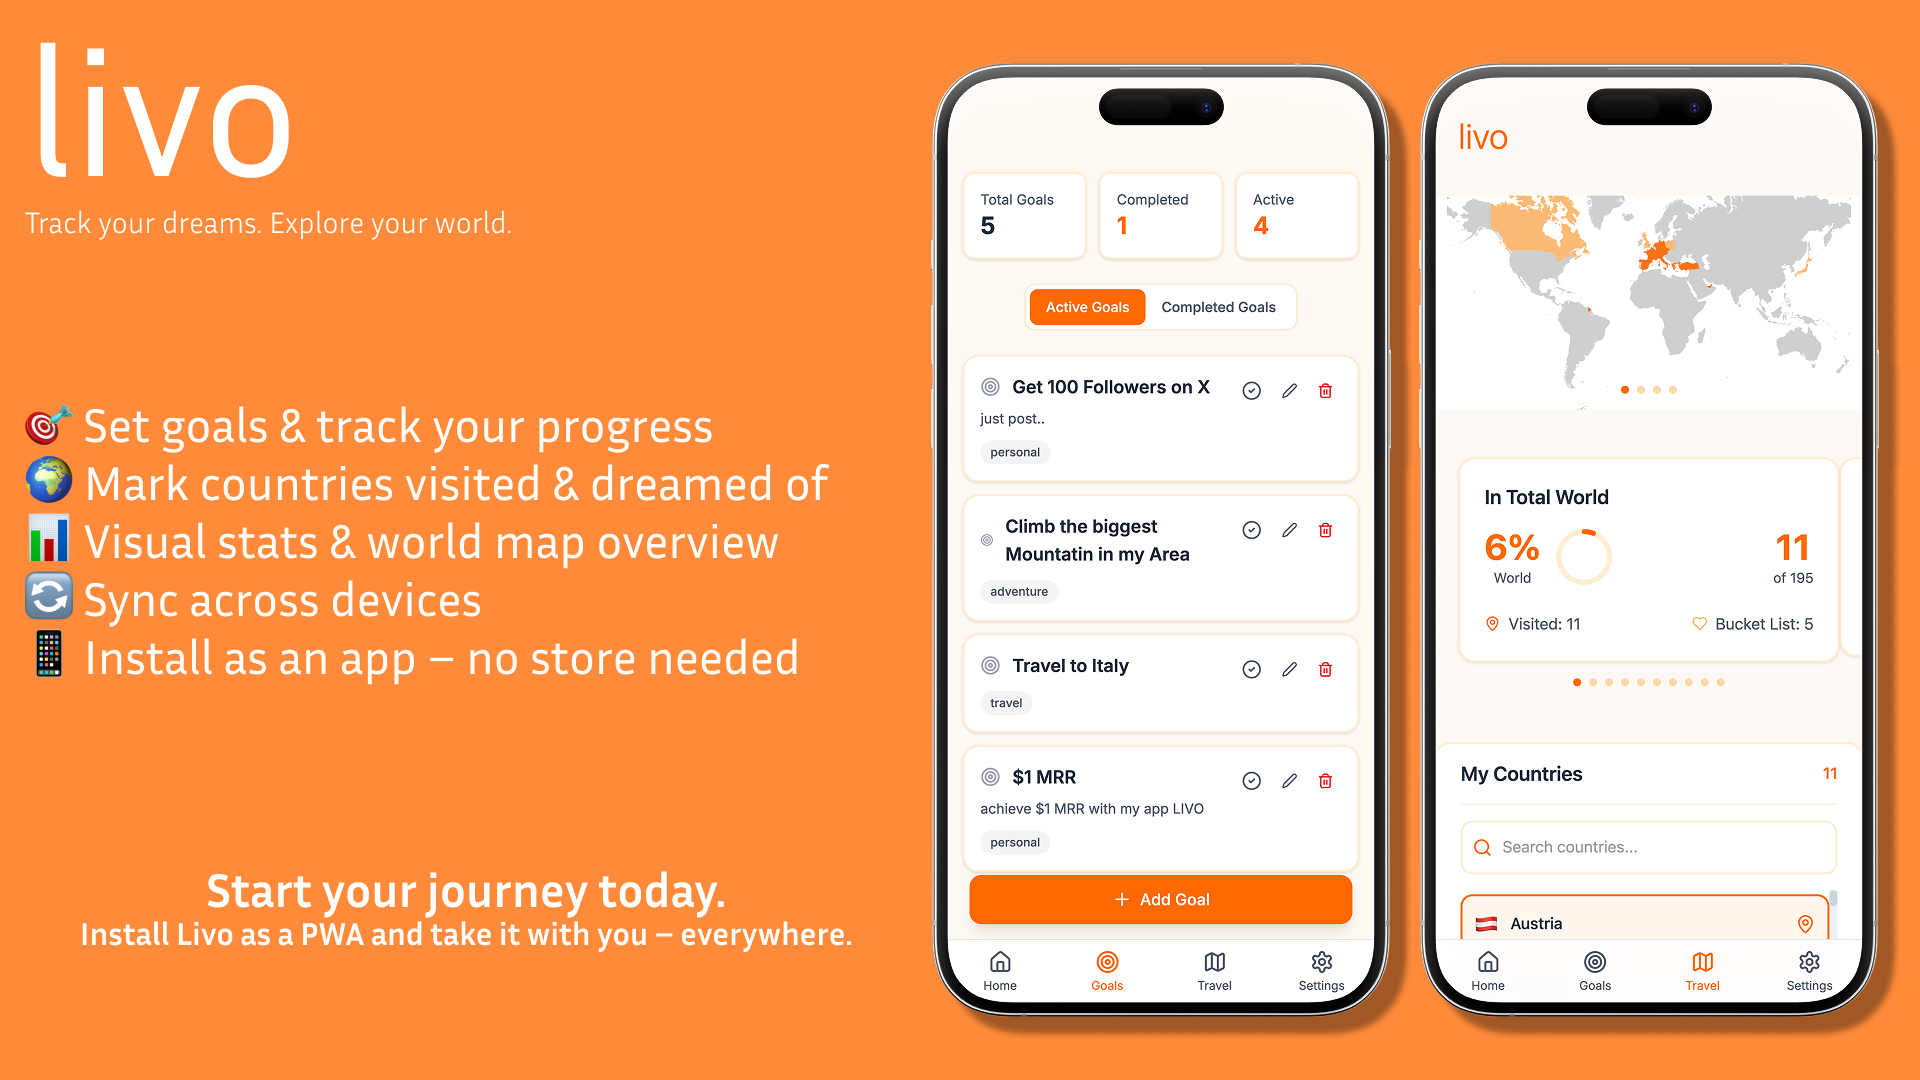 livo
Track your dreams. Explore your world.
🎯 Set goals & track your progress
🌍 Mark countries visited & dreamed of
📊 Visual stats & world map overview
🔄 Sync across devices
📱 Install as an app – no store needed
Start your journey today.
Install Livo as a PWA and take it with you – everywhere.
Total Goals
5
Completed
1
Active
4
Active Goals
Completed Goals
Get 100 Followers on X
just post..
personal
Climb the biggest
Mountatin in my Area
adventure
Travel to Italy
travel
$1 MRR
achieve $1 MRR with my app LIVO
personal
+ Add Goal
Home
Goals
Travel
Settings
livo
In Total World
6%
World
11
of 195
Visited: 11
Bucket List: 5
My Countries
11
Search countries...
Austria
Home
Goals
Travel
Settings